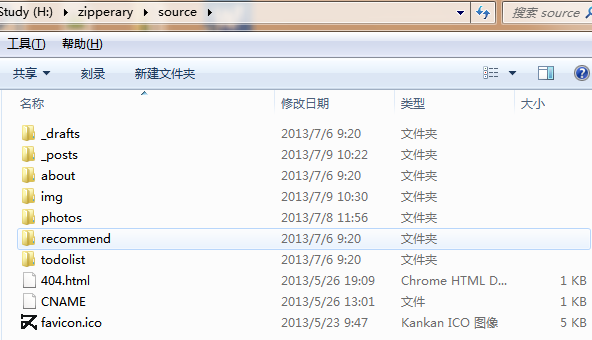 Study (H:) ▸ zipperary ▸ source ▸ 搜索 source
工具(T) 帮助(H)
共享 刻录 新建文件夹
名称 修改日期 类型 大小
_drafts 2013/7/6 9:20 文件夹
_posts 2013/7/9 10:22 文件夹
about 2013/7/6 9:20 文件夹
img 2013/7/9 10:30 文件夹
photos 2013/7/8 11:56 文件夹
recommend 2013/7/6 9:20 文件夹
todolist 2013/7/6 9:20 文件夹
404.html 2013/5/26 19:09 Chrome HTML D... 1 KB
CNAME 2013/5/26 13:01 文件 1 KB
favicon.ico 2013/5/23 9:47 Kankan ICO 图像 5 KB